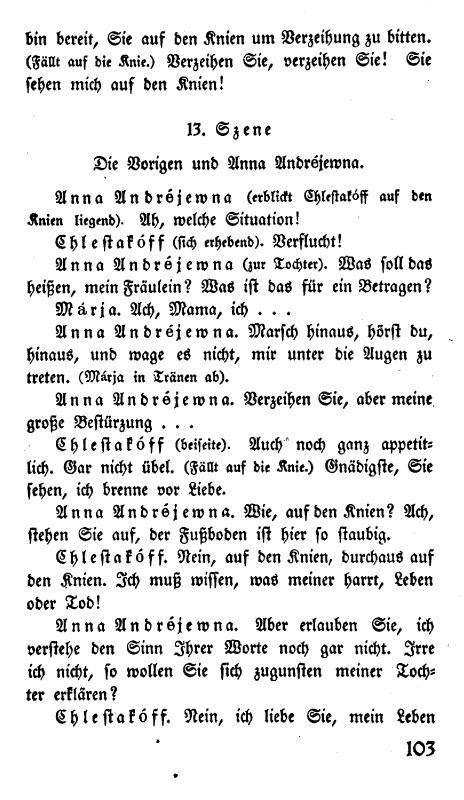 bin bereit, Sie auf den Knien um Verzeihung zu bitten.
(Fällt auf die Knie.) Verzeihen Sie, verzeihen Sie! Sie
sehen mich auf den Knien!
13. Szene
Die Vorigen und Anna Andréjewna.
Anna Andréjewna (erblickt Chlestakóff auf den
Knien liegend). Ah, welche Situation!
Chlestakóff (sich erhebend). Verflucht!
Anna Andréjewna (zur Tochter). Was soll das
heißen, mein Fräulein? Was ist das für ein Betragen?
Márja. Ach, Mama, ich . . .
Anna Andréjewna. Marsch hinaus, hörst du,
hinaus, und wage es nicht, mir unter die Augen zu
treten. (Márja in Tränen ab).
Anna Andréjewna. Verzeihen Sie, aber meine
große Bestürzung . . .
Chlestakóff (beiseite). Auch noch ganz appetit-
lich. Gar nicht übel. (Fällt auf die Knie.) Gnädigste, Sie
sehen, ich brenne vor Liebe.
Anna Andréjewna. Wie, auf den Knien? Ach,
stehen Sie auf, der Fußboden ist hier so staubig.
Chlestakóff. Nein, auf den Knien, durchaus auf
den Knien. Ich muß wissen, was meiner harrt, Leben
oder Tod!
Anna Andréjewna. Aber erlauben Sie, ich
verstehe den Sinn Ihrer Worte noch gar nicht. Irre
ich nicht, so wollen Sie sich zugunsten meiner Toch-
ter erklären?
Chlestakóff. Nein, ich liebe Sie, mein Leben
103